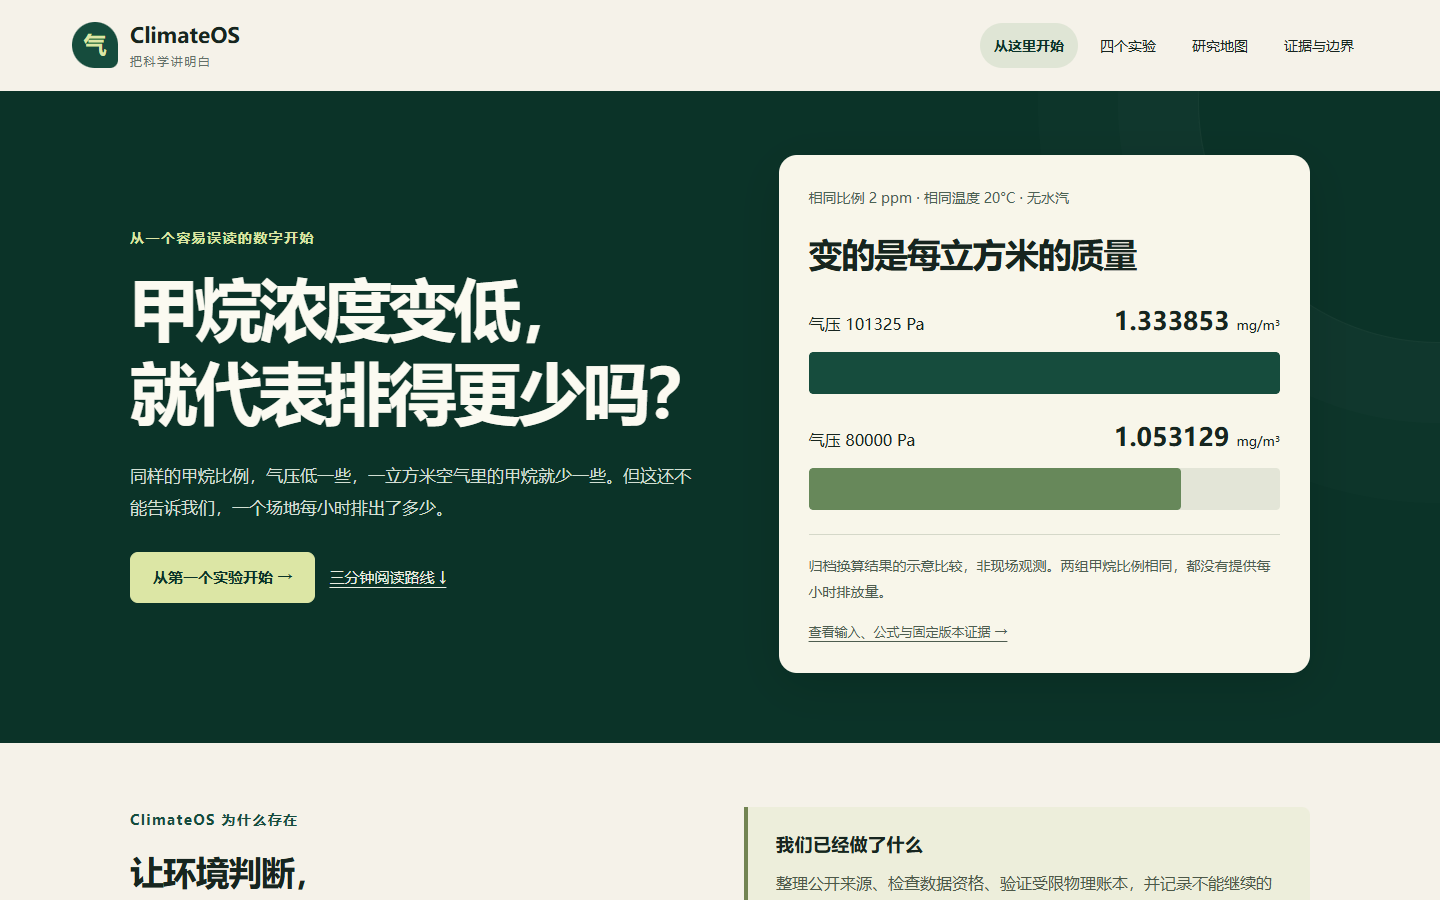 气
ClimateOS
把科学讲明白
从这里开始
四个实验
研究地图
证据与边界
从一个容易误读的数字开始
甲烷浓度变低，
就代表排得更少吗？
同样的甲烷比例，气压低一些，一立方米空气里的甲烷就少一些。但这还不
能告诉我们，一个场地每小时排出了多少。
从第一个实验开始 →
三分钟阅读路线 ↓
相同比例 2 ppm · 相同温度 20°C · 无水汽
变的是每立方米的质量
气压 101325 Pa
1.333853 mg/m³
气压 80000 Pa
1.053129 mg/m³
归档换算结果的示意比较，非现场观测。两组甲烷比例相同，都没有提供每
小时排放量。
查看输入、公式与固定版本证据 →
ClimateOS 为什么存在
让环境判断，
我们已经做了什么
整理公开来源、检查数据资格、验证受限物理账本，并记录不能继续的